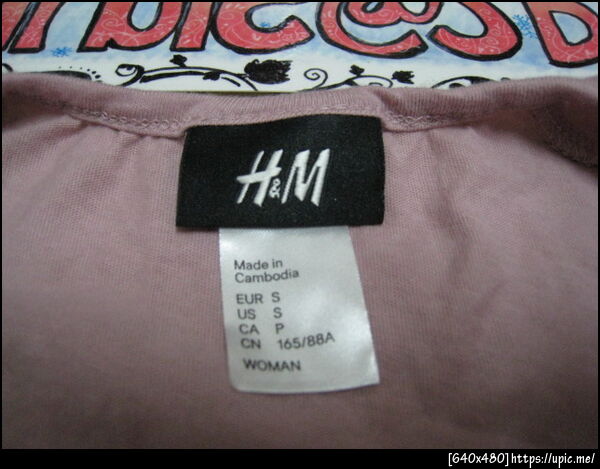 H&M
Made in
Cambodia
EUR S
US S
CA P
CN 165/88A
WOMAN
[640x480]https://upic.me/